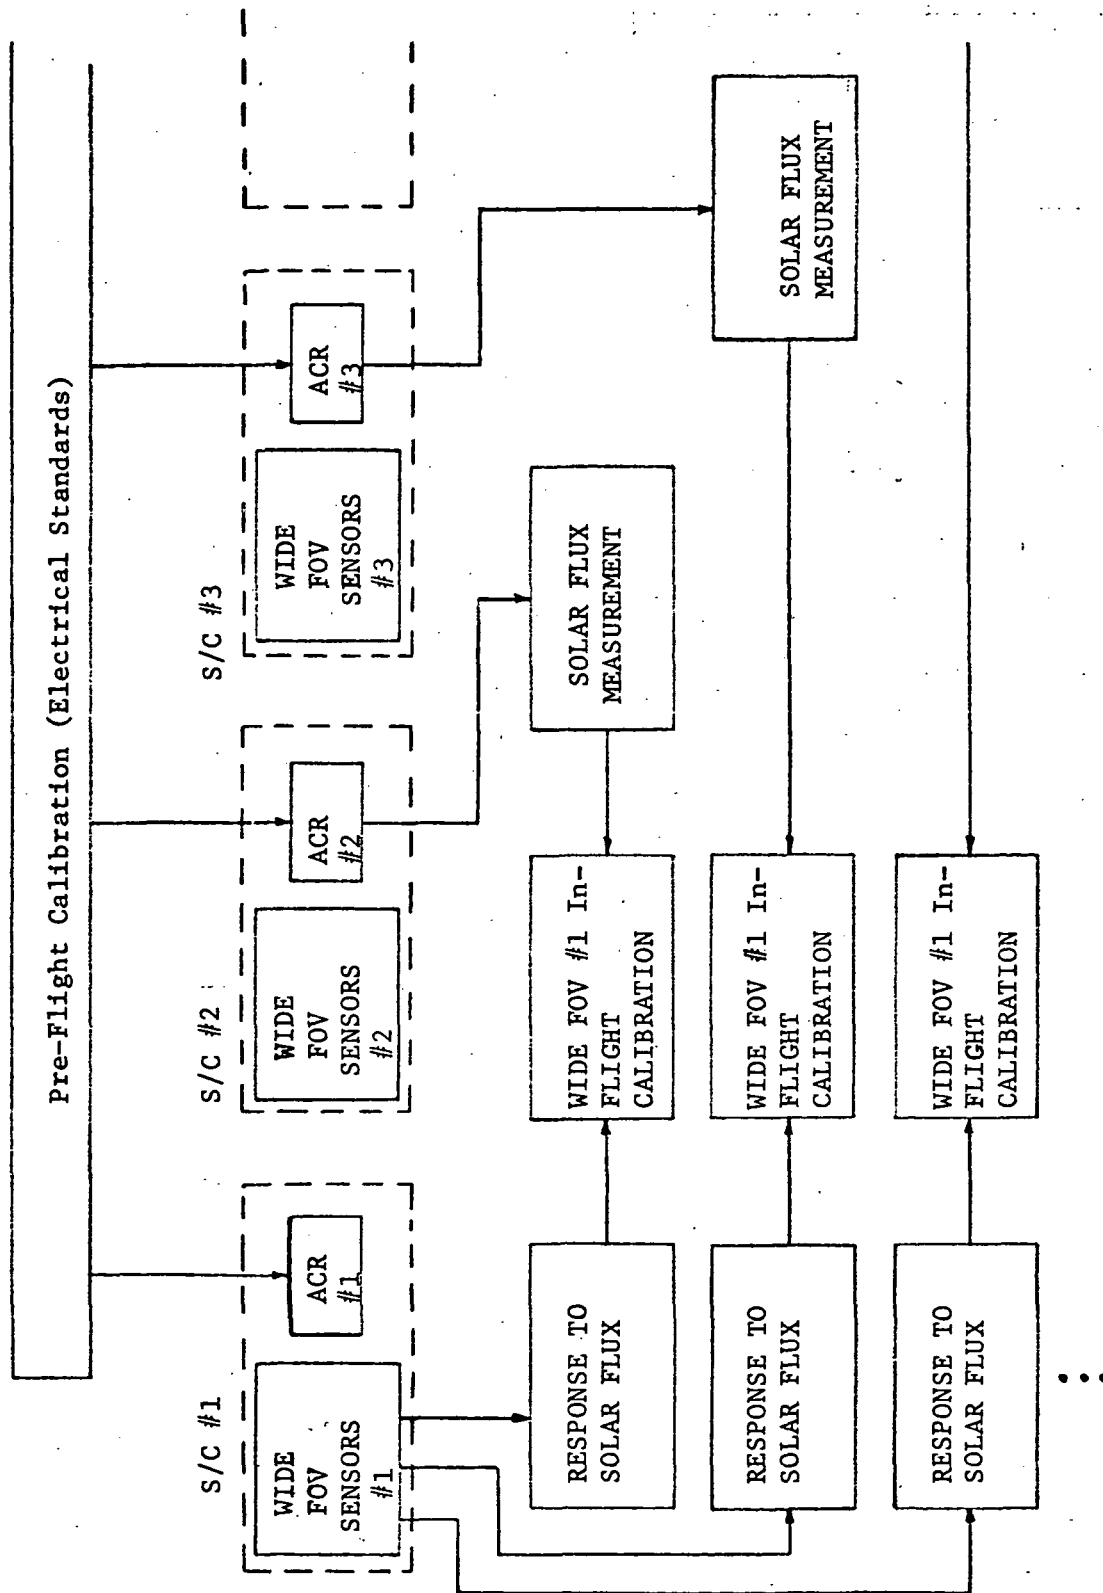 Pre-Flight Calibration (Electrical Standards)
S/C #1
WIDE
FOV
SENSORS
#1
ACR
#1
S/C #2
WIDE
FOV
SENSORS
#2
ACR
#2
S/C #3
WIDE
FOV
SENSORS
#3
ACR
#3
RESPONSE TO
SOLAR FLUX
WIDE FOV #1 In-
FLIGHT
CALIBRATION
SOLAR FLUX
MEASUREMENT
RESPONSE TO
SOLAR FLUX
WIDE FOV #1 In-
FLIGHT
CALIBRATION
SOLAR FLUX
MEASUREMENT
RESPONSE TO
SOLAR FLUX
WIDE FOV #1 In-
FLIGHT
CALIBRATION